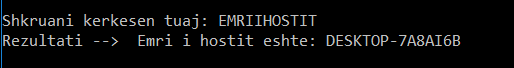 Shkruani kerkesen tuaj: EMRIIHOSTIT
Rezultati -->  Emri i hostit eshte: DESKTOP-7A8AI6B